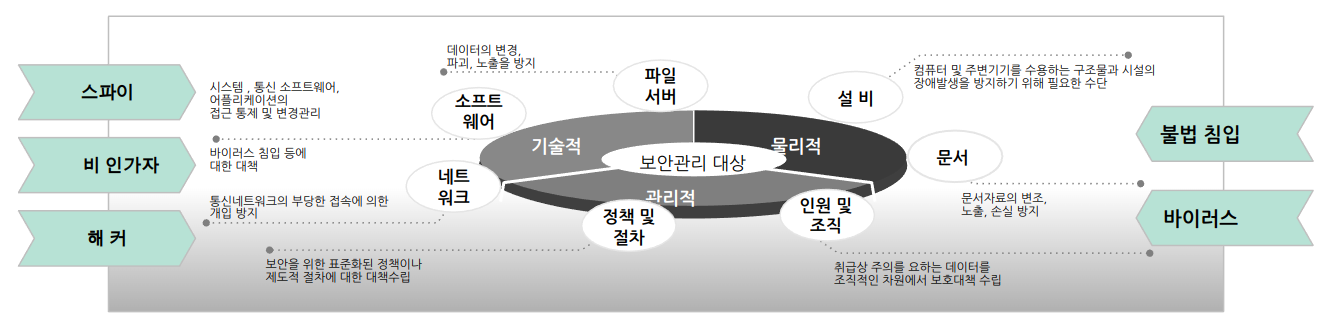 스파이
비 인가자
해 커
시스템 , 통신 소프트웨어,
어플리케이션의
접근 통제 및 변경관리
바이러스 침입 등에
대한 대책
통신네트워크의 부당한 접속에 의한
개입 방지
보안을 위한 표준화된 정책이나
제도적 절차에 대한 대책수립
데이터의 변경,
파괴, 노출을 방지
파일
서버
소프트
웨어
네트
워크
정책 및
절차
기술적
물리적
관리적
보안관리 대상
설 비
문서
인원 및
조직
컴퓨터 및 주변기기를 수용하는 구조물과 시설의
장애발생을 방지하기 위해 필요한 수단
문서자료의 변조,
노출, 손실 방지
취급상 주의를 요하는 데이터를
조직적인 차원에서 보호대책 수립
불법 침입
바이러스